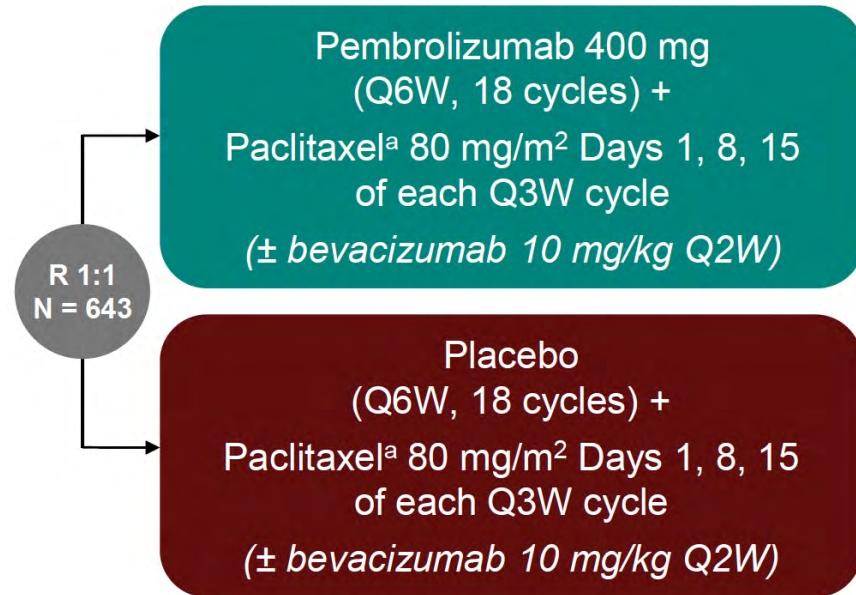 Pembrolizumab 400 mg
(Q6W, 18 cycles) +
Paclitaxelᵃ 80 mg/m² Days 1, 8, 15
of each Q3W cycle
(± bevacizumab 10 mg/kg Q2W)
R 1:1
N = 643
Placebo
(Q6W, 18 cycles) +
Paclitaxelᵃ 80 mg/m² Days 1, 8, 15
of each Q3W cycle
(± bevacizumab 10 mg/kg Q2W)